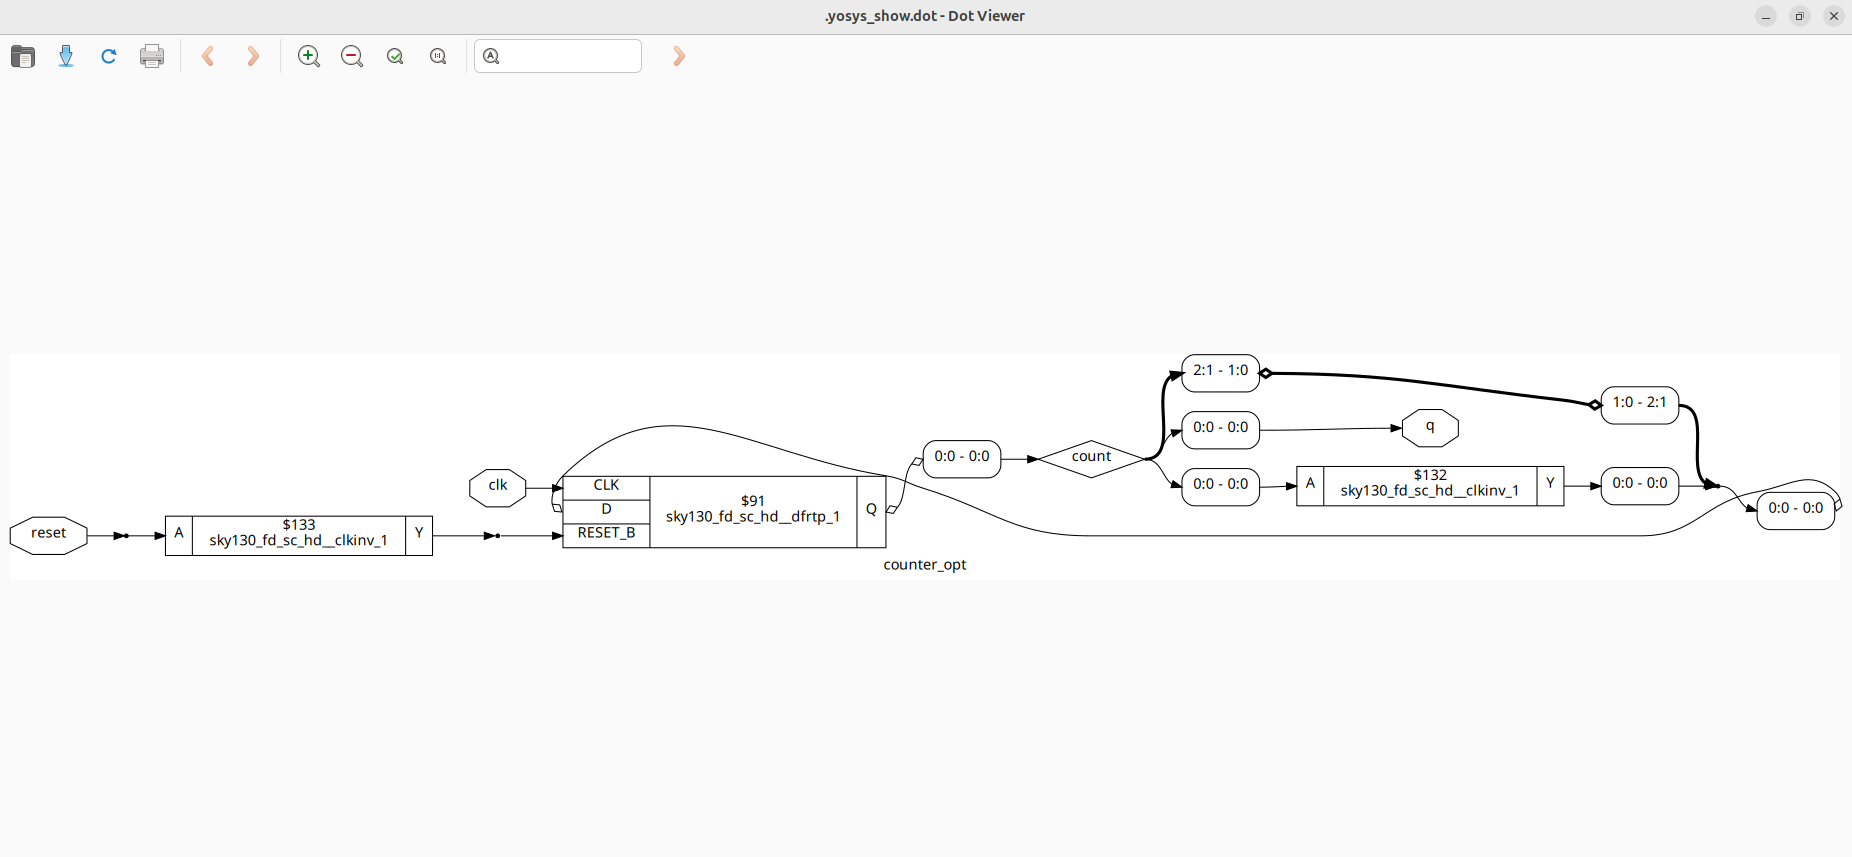 .yosys_show.dot - Dot Viewer
reset
A
$133
sky130_fd_sc_hd__clkinv_1
Y
clk
CLK
D
RESET_B
$91
sky130_fd_sc_hd__dfrtp_1
Q
0:0 - 0:0
count
2:1 - 1:0
0:0 - 0:0
q
0:0 - 0:0
A
$132
sky130_fd_sc_hd__clkinv_1
Y
1:0 - 2:1
0:0 - 0:0
0:0 - 0:0
counter_opt